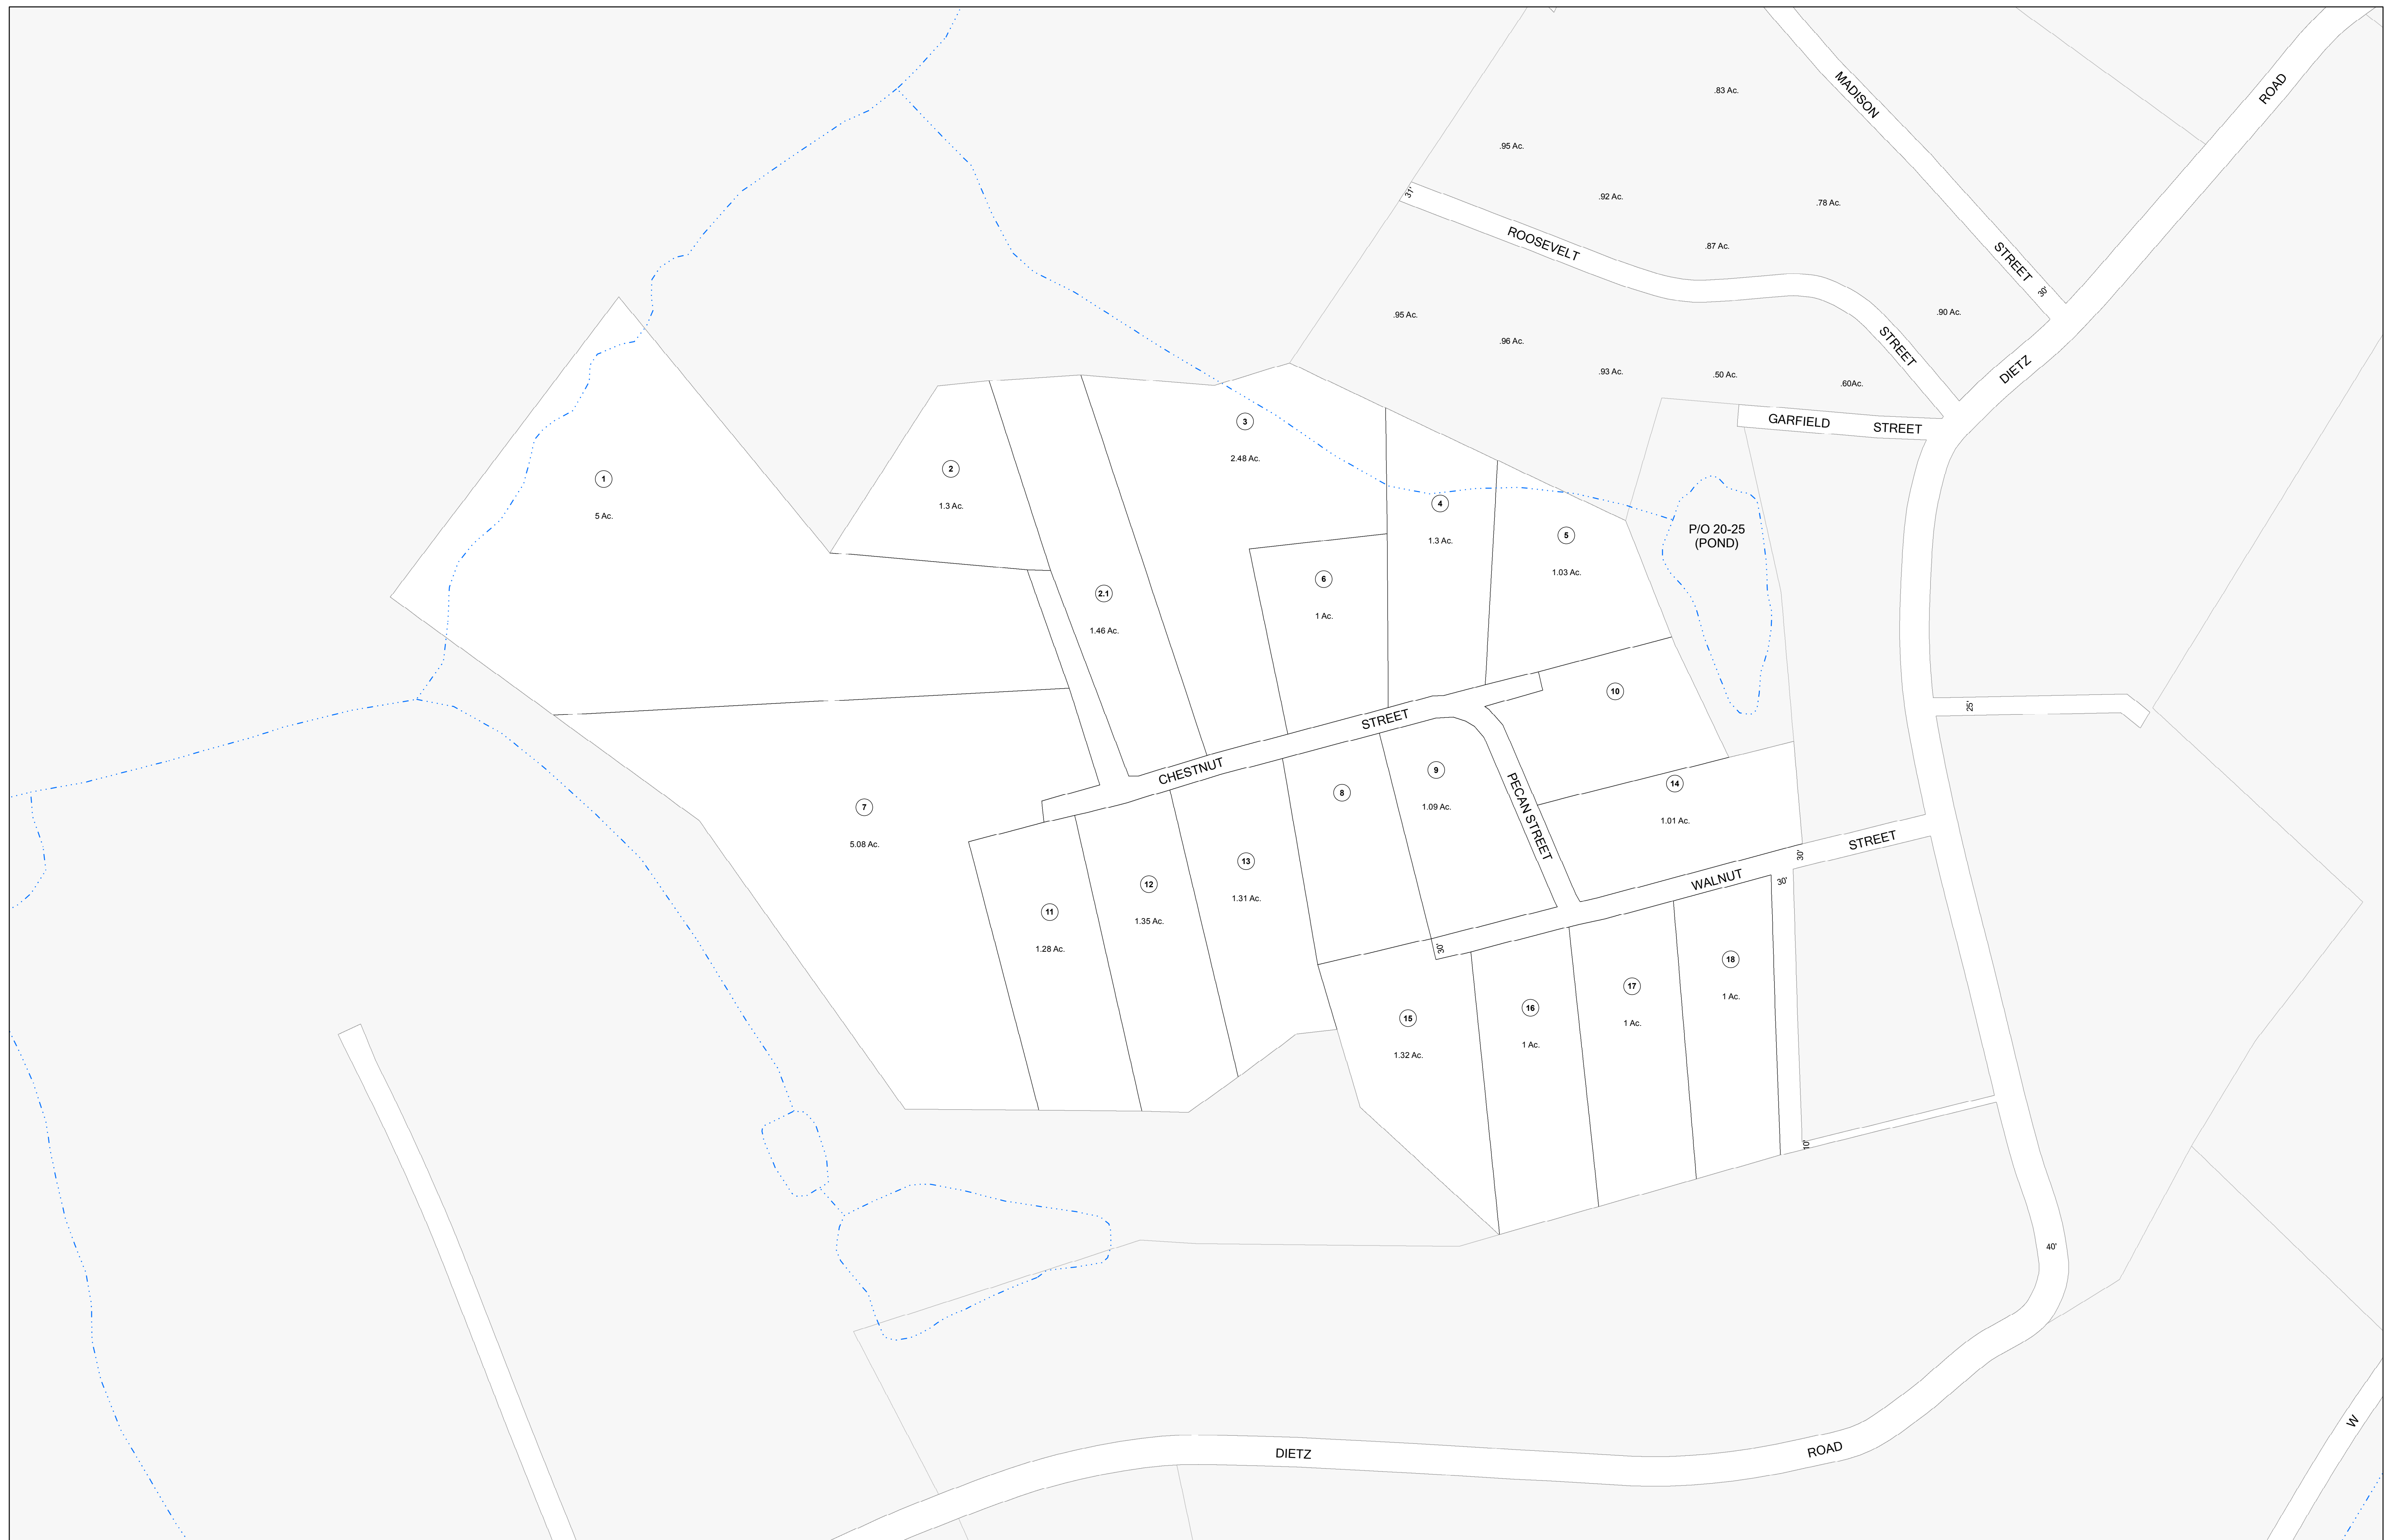 MADISON
ROAD
.83 Ac.
.95 Ac.
31'
.92 Ac.
.78 Ac.
ROOSEVELT
.87 Ac.
STREET
30'
.95 Ac.
.90 Ac.
.96 Ac.
STREET
.93 Ac.
.50 Ac.
.60Ac.
DIETZ
GARFIELD STREET
3
2.48 Ac.
2
1.3 Ac.
1
5 Ac.
4
1.3 Ac.
5
1.03 Ac.
P/O 20-25
(POND)
6
1 Ac.
2.1
1.46 Ac.
10
25'
STREET
CHESTNUT
9
1.09 Ac.
PECAN STREET
14
1.01 Ac.
8
7
5.08 Ac.
STREET
30'
WALNUT
30'
13
1.31 Ac.
12
1.35 Ac.
11
1.28 Ac.
30'
18
1 Ac.
17
1 Ac.
16
1 Ac.
15
1.32 Ac.
10'
40'
W
DIETZ
ROAD